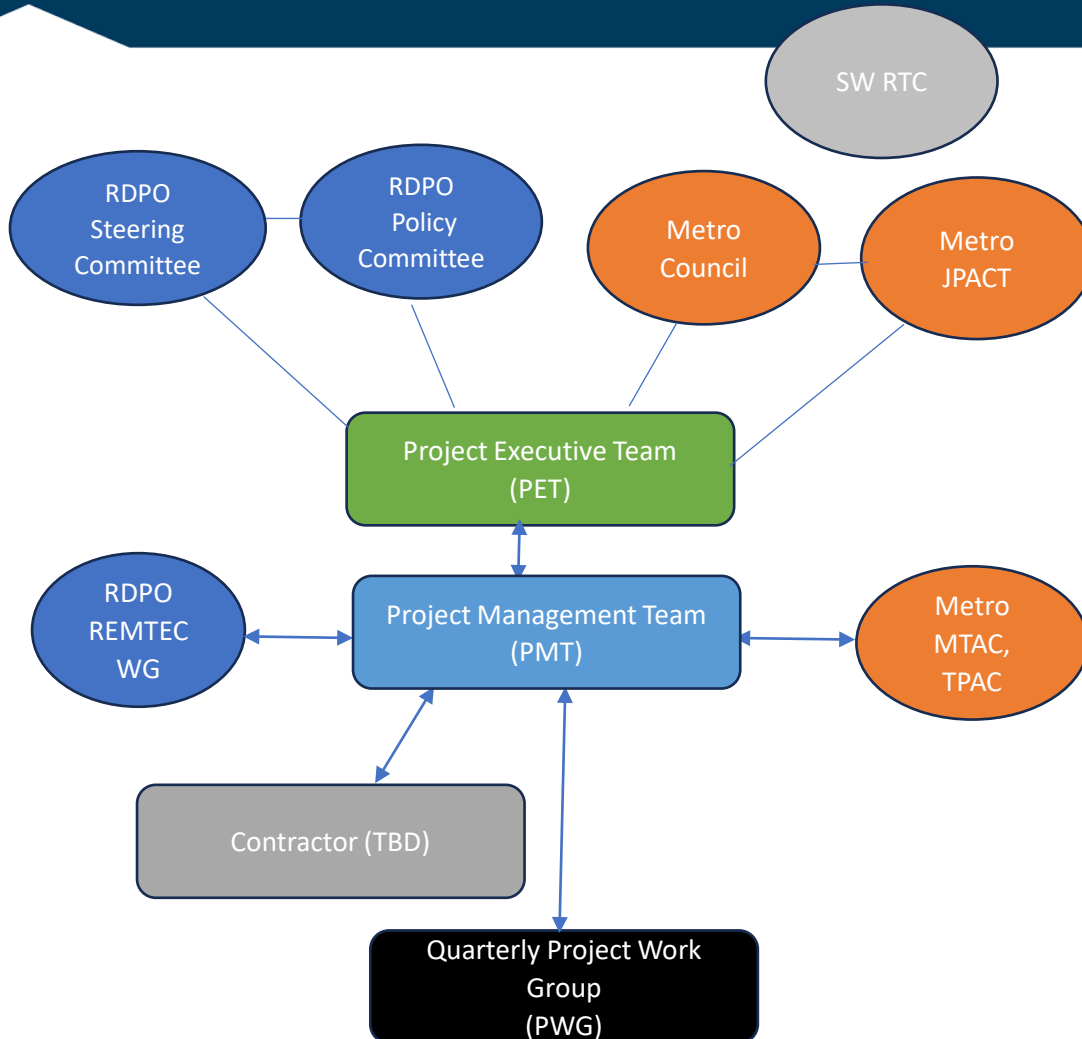 SW RTC
RDPO
Steering
Committee
RDPO
Policy
Committee
Metro
Council
Metro
JPACT
Project Executive Team
(PET)
RDPO
REMTEC
WG
Project Management Team
(PMT)
Metro
MTAC,
TPAC
Contractor (TBD)
Quarterly Project Work
Group
(PWG)